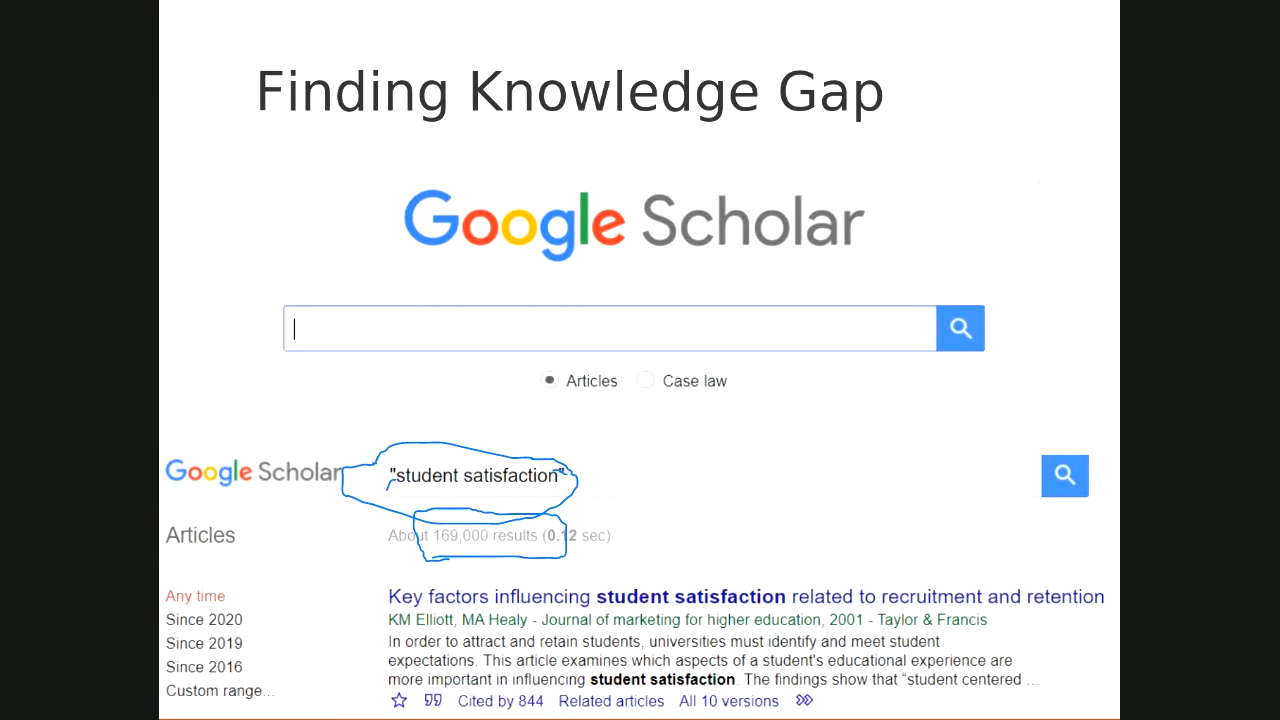 Finding Knowledge Gap
Google Scholar
Articles Case law
Google Scholar "student satisfaction"
Articles About 169,000 results (0.12 sec)
Any time
Since 2020
Since 2019
Since 2016
Custom range...
Key factors influencing student satisfaction related to recruitment and retention
KM Elliott, MA Healy - Journal of marketing for higher education, 2001 - Taylor & Francis
In order to attract and retain students, universities must identify and meet student
expectations. This article examines which aspects of a student's educational experience are
more important in influencing student satisfaction. The findings show that “student centered …
Cited by 844 Related articles All 10 versions